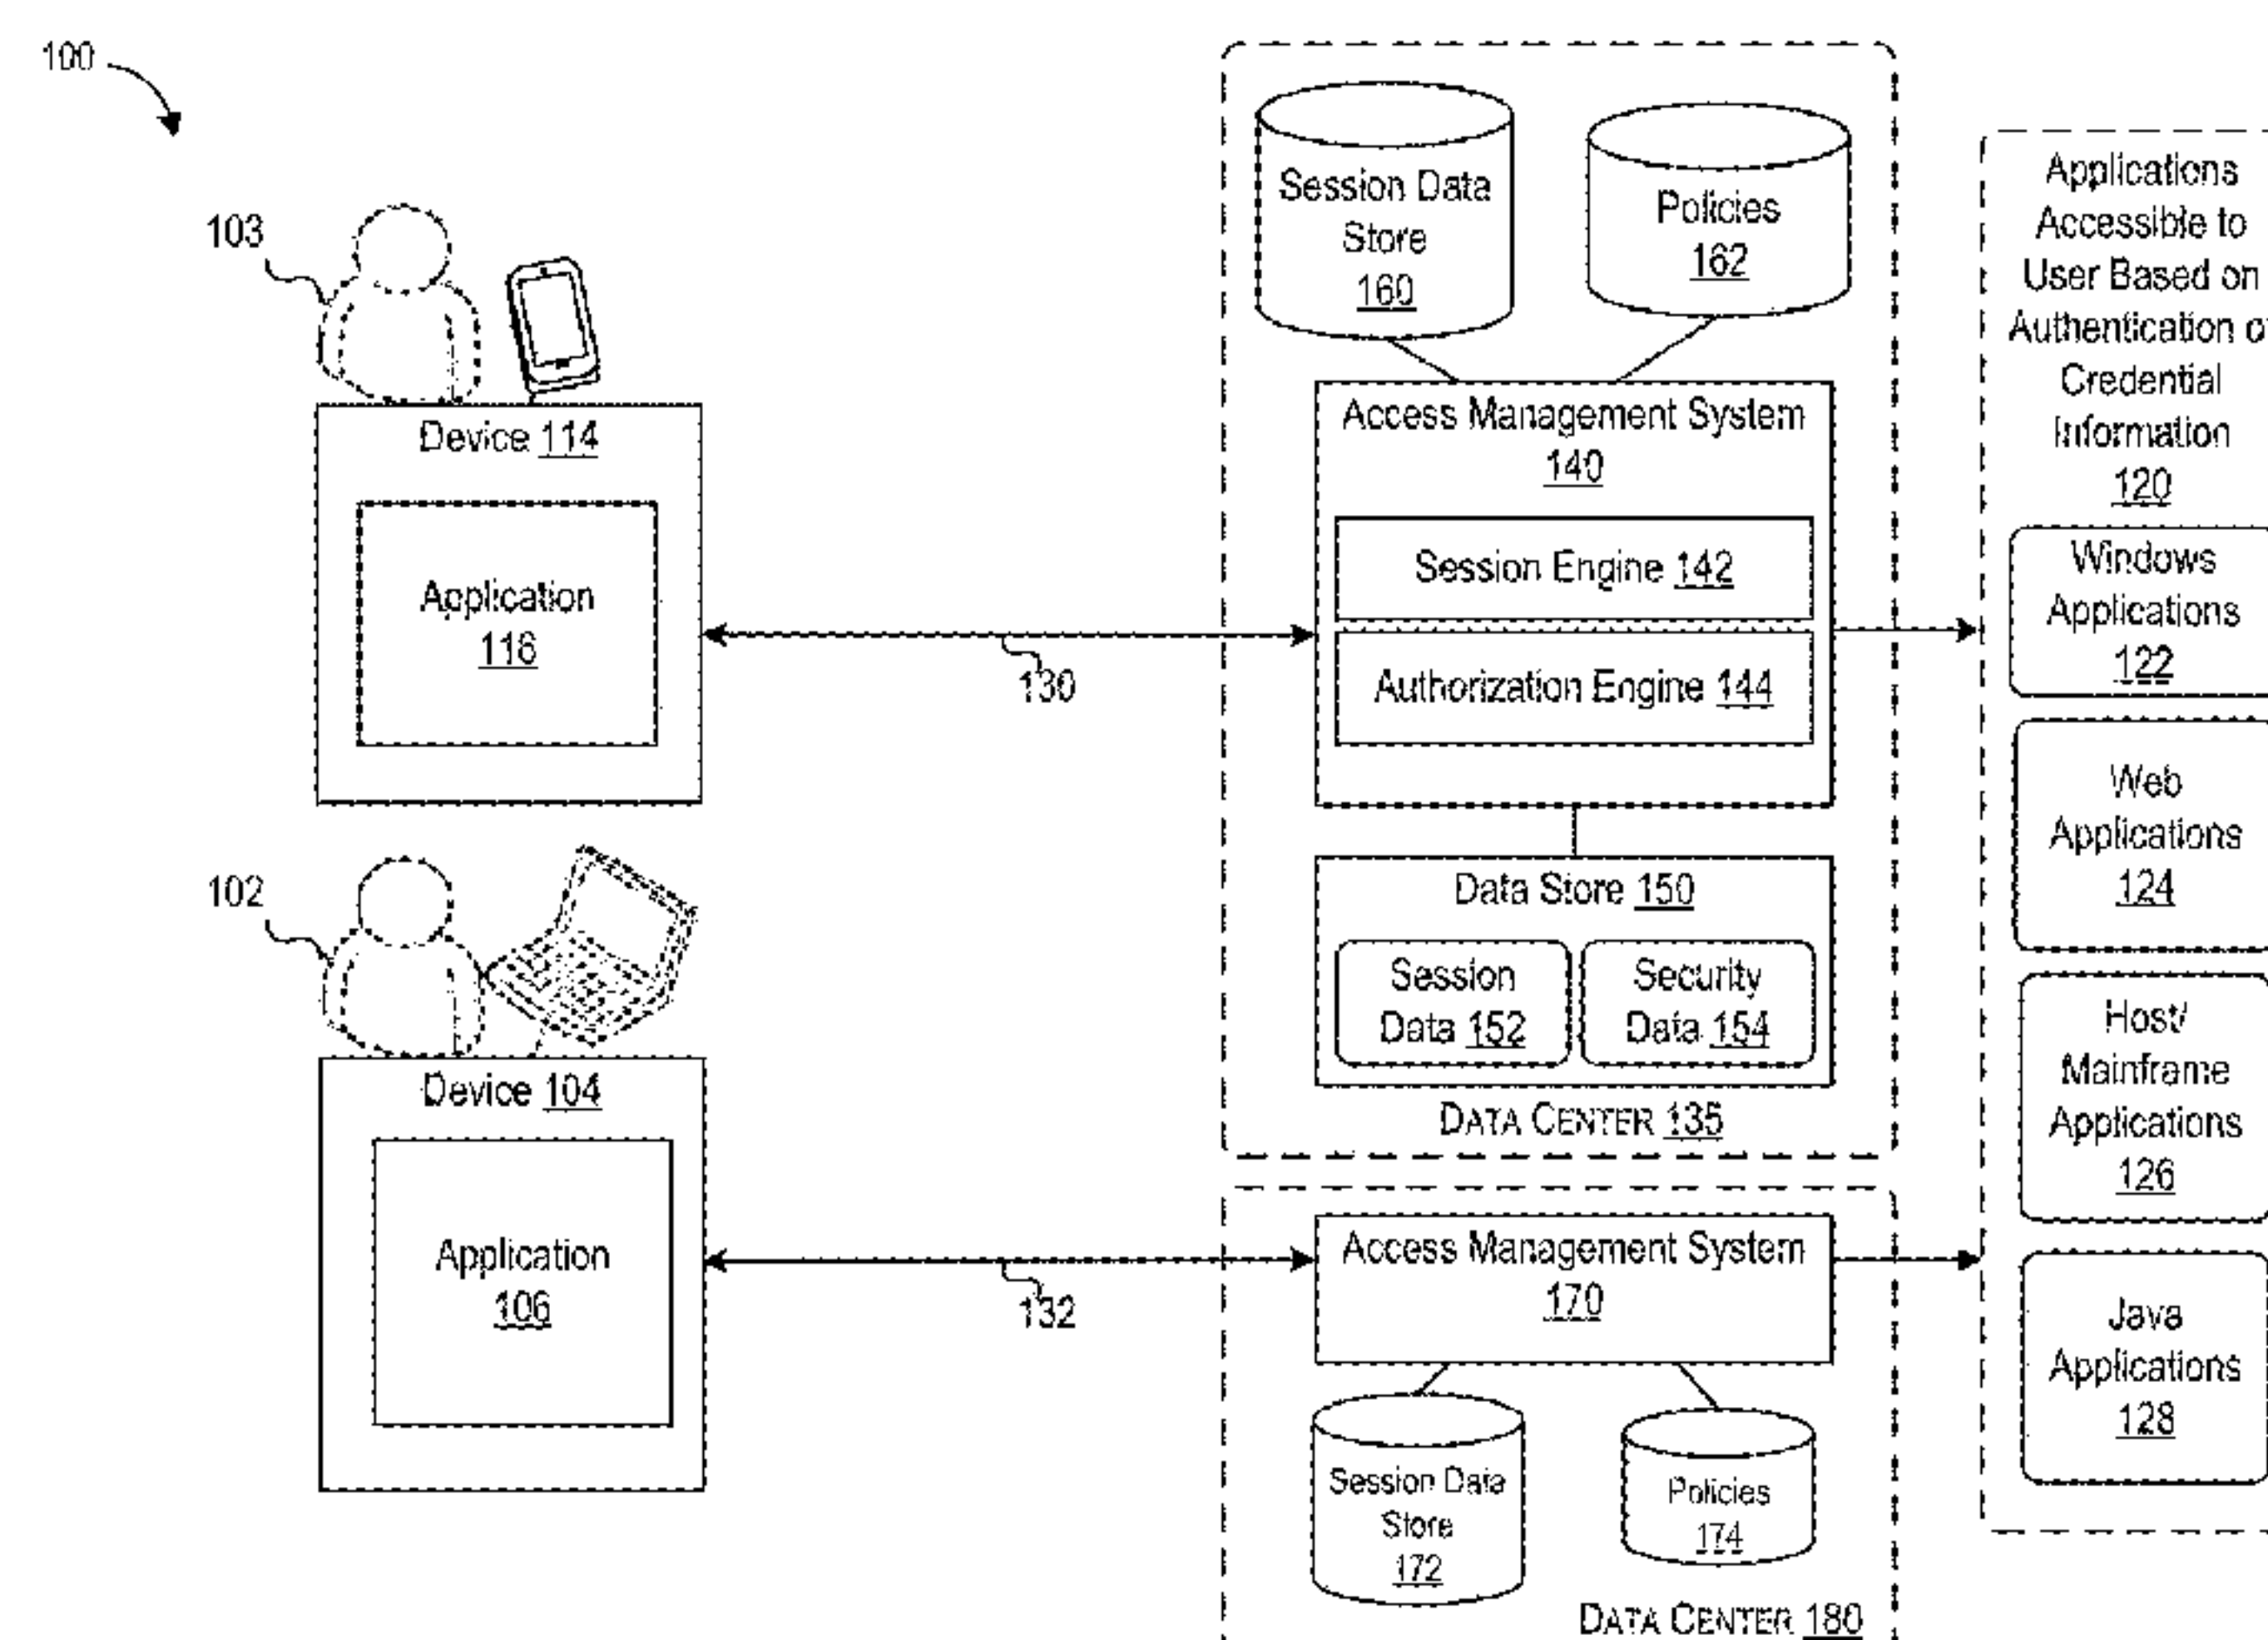 100
103
Device 114
Application
116
130
102
Device 104
Application
106
132
Session Data
Store
160
Policies
162
Access Management System
140
Session Engine 142
Authorization Engine 144
Data Store 150
Session
Data 152
Security
Data 154
DATA CENTER 135
Access Management System
170
Session Data
Store
172
Policies
174
DATA CENTER 180
Applications
Accessible to
User Based on
Authentication of
Credential
Information
120
Windows
Applications
122
Web
Applications
124
Host/
Mainframe
Applications
126
Java
Applications
128